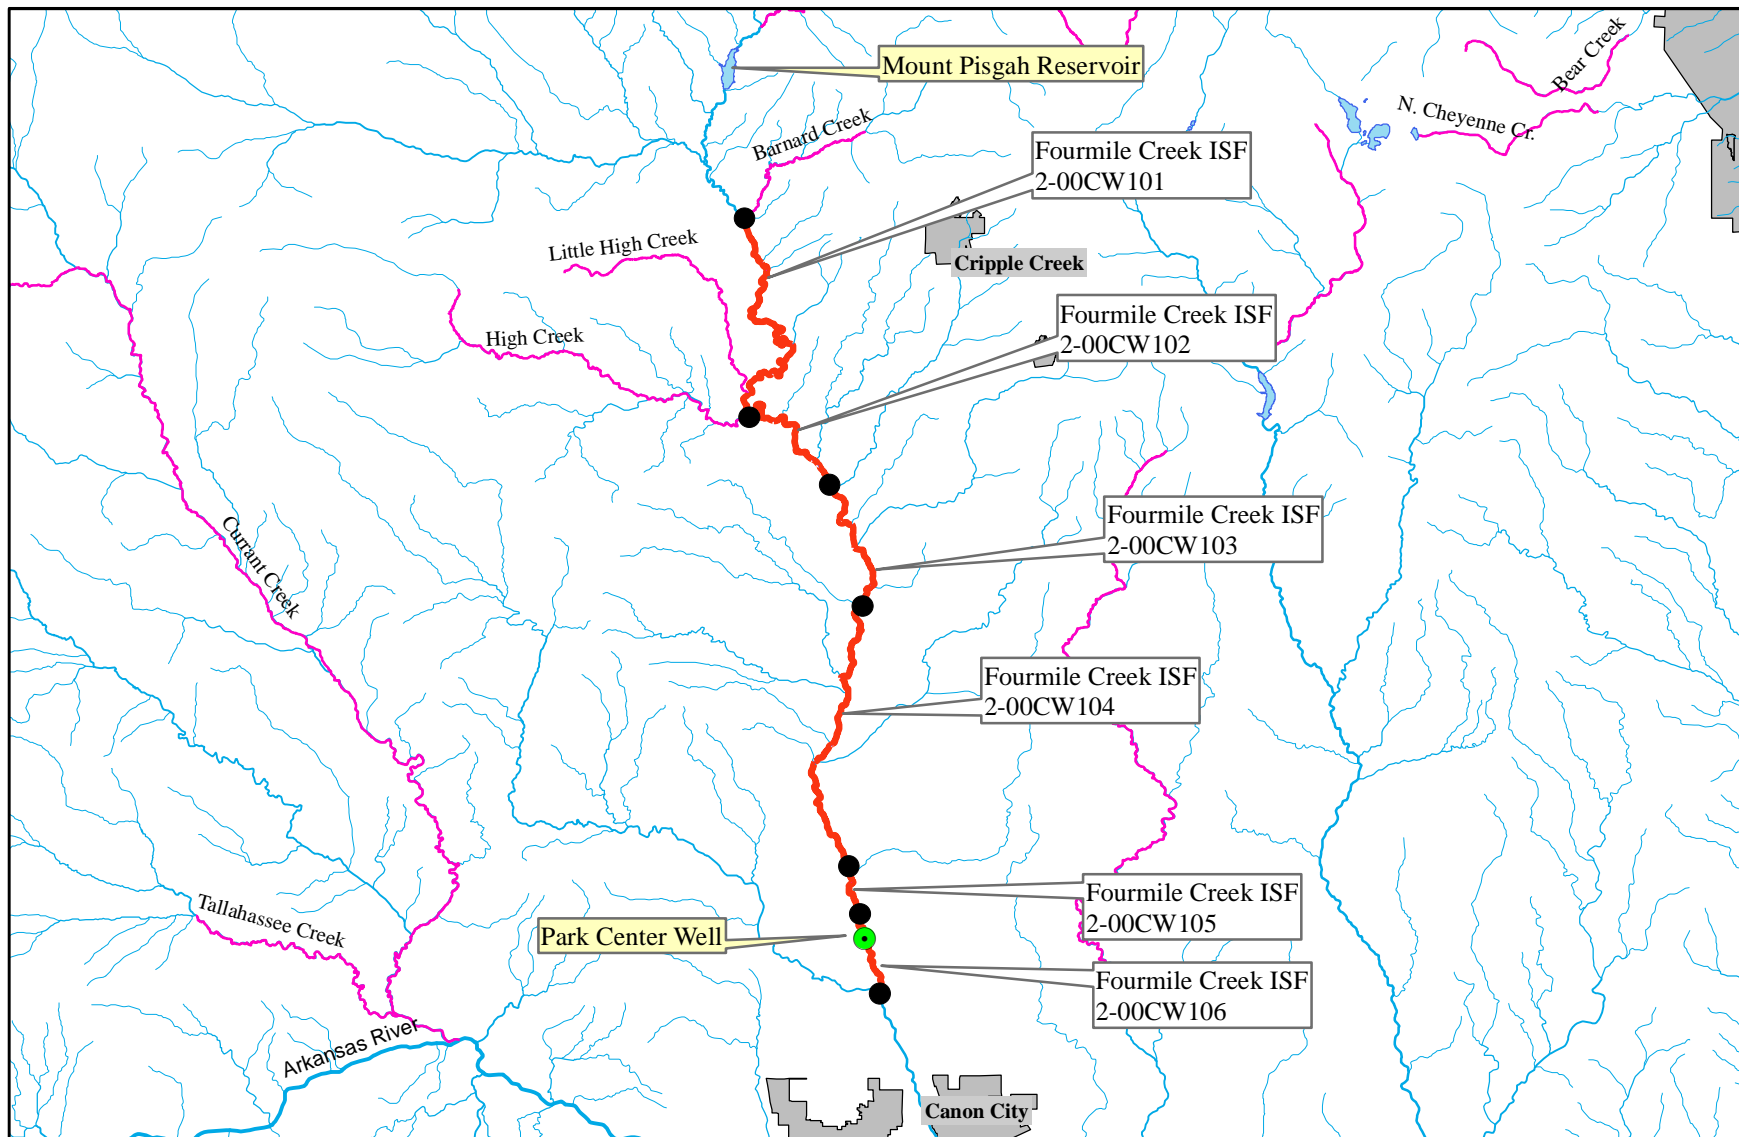 Mount Pisgah Reservoir
Bear Creek
N. Cheyenne Cr.
Barnard Creek
Fourmile Creek ISF
2-00CW101
Little High Creek
Cripple Creek
High Creek
Fourmile Creek ISF
2-00CW102
Currant Creek
Fourmile Creek ISF
2-00CW103
Fourmile Creek ISF
2-00CW104
Tallahassee Creek
Fourmile Creek ISF
2-00CW105
Park Center Well
Fourmile Creek ISF
2-00CW106
Arkansas River
Canon City